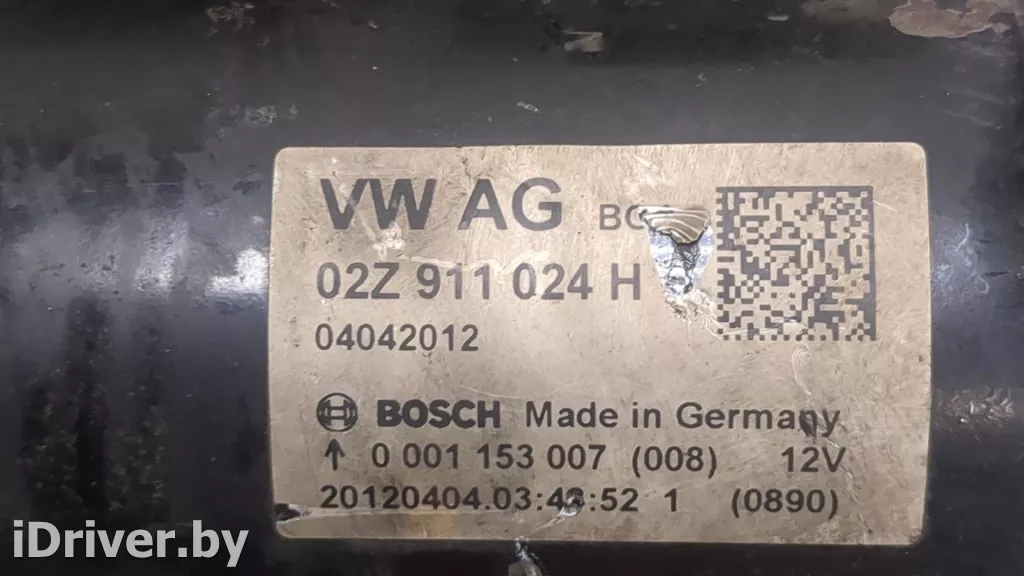 VW AG
02Z 911 024 H
04042012
BOSCH Made in Germany
↑ 0 001 153 007 (008) 12V
1 (0890)
iDriver.by